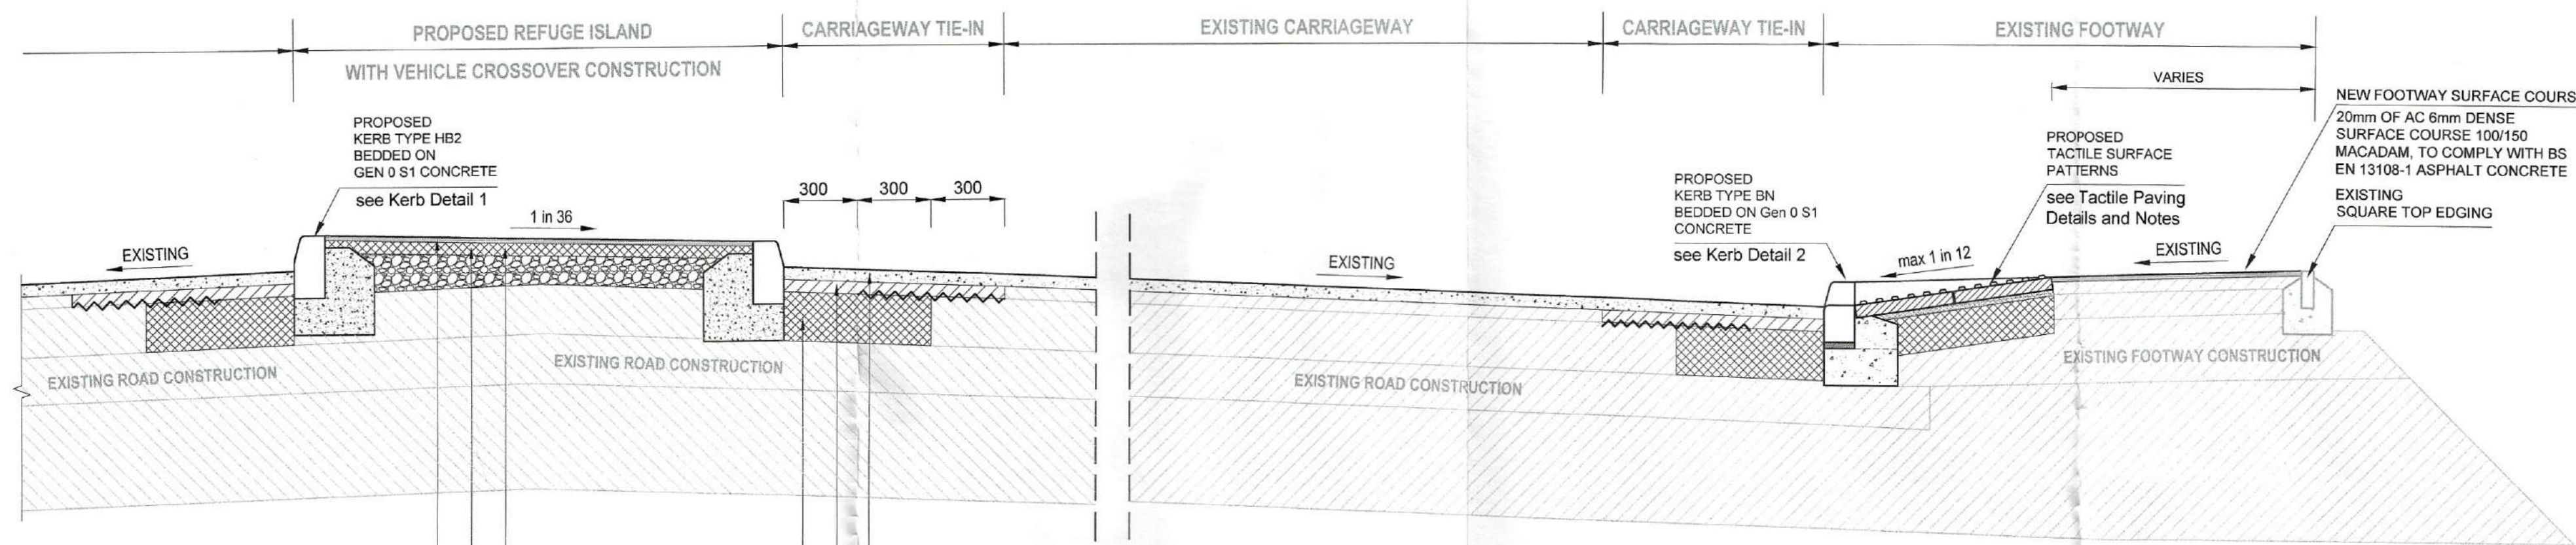 PROPOSED REFUGE ISLAND
WITH VEHICLE CROSSOVER CONSTRUCTION
CARRIAGEWAY TIE-IN
EXISTING CARRIAGEWAY
CARRIAGEWAY TIE-IN
EXISTING FOOTWAY
VARIES
PROPOSED
KERB TYPE HB2
BEDDED ON
GEN 0 S1 CONCRETE
see Kerb Detail 1
300
300
300
1 in 36
EXISTING
EXISTING
PROPOSED
KERB TYPE BN
BEDDED ON Gen 0 S1
CONCRETE
see Kerb Detail 2
max 1 in 12
PROPOSED
TACTILE SURFACE
PATTERNS
see Tactile Paving
Details and Notes
EXISTING
NEW FOOTWAY SURFACE COURS
20mm OF AC 6mm DENSE
SURFACE COURSE 100/150
MACADAM, TO COMPLY WITH BS
EN 13108-1 ASPHALT CONCRETE
EXISTING
SQUARE TOP EDGING
EXISTING ROAD CONSTRUCTION
EXISTING ROAD CONSTRUCTION
EXISTING ROAD CONSTRUCTION
EXISTING FOOTWAY CONSTRUCTION